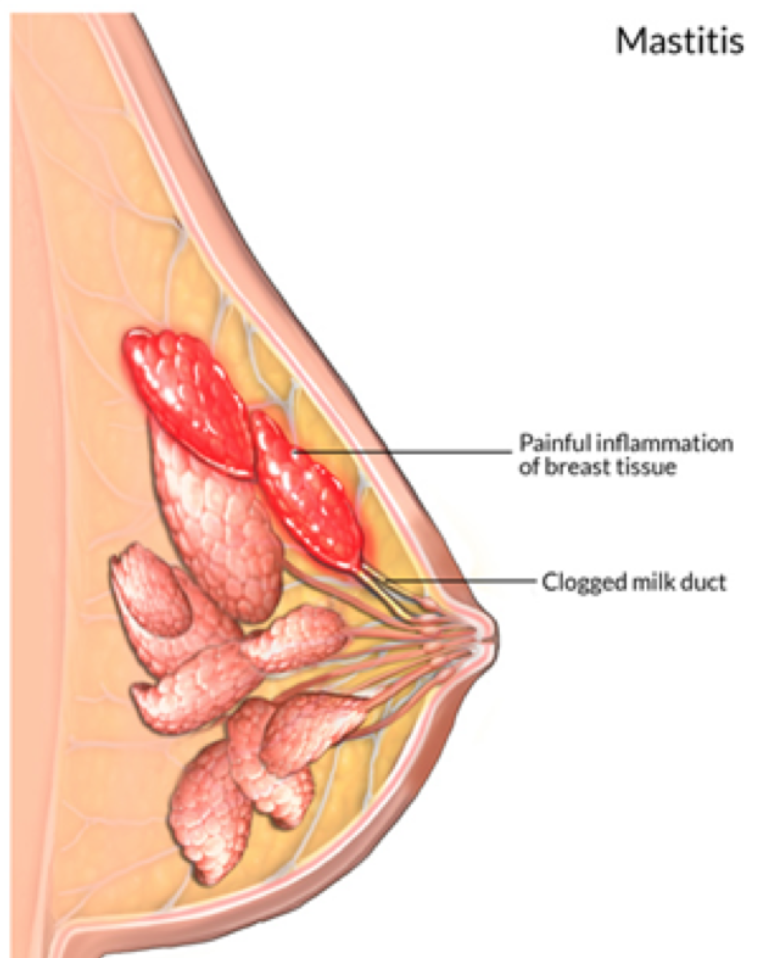 Mastitis
Painful inflammation
of breast tissue
Clogged milk duct